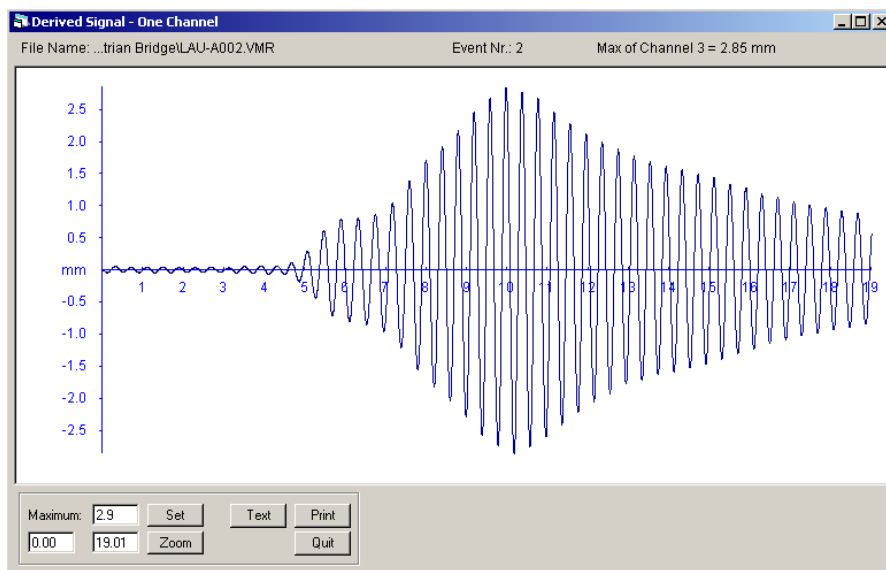 Derived Signal - One Channel
File Name: ...trian Bridge\LAU-A002.VMR Event Nr.: 2 Max of Channel 3 = 2.85 mm
2.5
2.0
1.5
1.0
0.5
mm
1 2 3 4 5 6 7 8 9 10 11 12 13 14 15 16 17 18 19
-0.5
-1.0
-1.5
-2.0
-2.5
Maximum: 2.9 Set Text Print
0.00 19.01 Zoom Quit